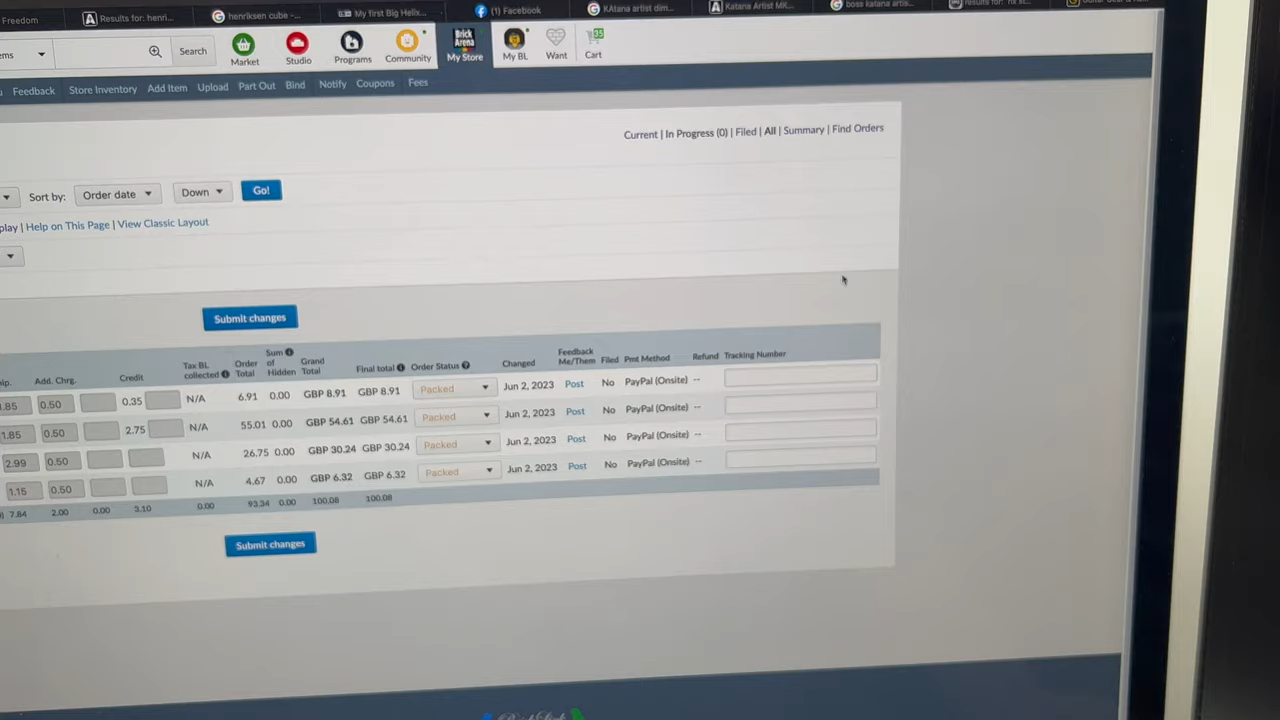 Freedom
Results for: henri...
henriksen cube -...
My first Big Helix...
(1) Facebook
KAtana artist dim...
Katana Artist MK...
boss katana artis...
ems
Search
Market
Studio
Programs
Community
Brick Arena
My Store
My BL
Want
35
Cart
Feedback Store Inventory Add Item Upload Part Out Bind Notify Coupons Fees
Current | In Progress (0) | Filed | All | Summary | Find Orders
Sort by: Order date Down Go!
play | Help on This Page | View Classic Layout
Submit changes
hip. Add. Chrg. Credit Tax BL collected Order Total Sum of Hidden Grand Total Final total Order Status Changed Feedback Me/Them Filed Pmt Method Refund Tracking Number
1.85 0.50 0.35 N/A 6.91 0.00 GBP 8.91 GBP 8.91 Packed Jun 2, 2023 Post No PayPal (Onsite) --
1.85 0.50 2.75 N/A 55.01 0.00 GBP 54.61 GBP 54.61 Packed Jun 2, 2023 Post No PayPal (Onsite) --
2.99 0.50 N/A 26.75 0.00 GBP 30.24 GBP 30.24 Packed Jun 2, 2023 Post No PayPal (Onsite) --
1.15 0.50 N/A 4.67 0.00 GBP 6.32 GBP 6.32 Packed Jun 2, 2023 Post No PayPal (Onsite) --
7.84 2.00 0.00 3.10 0.00 93.34 0.00 100.08 100.08
Submit changes